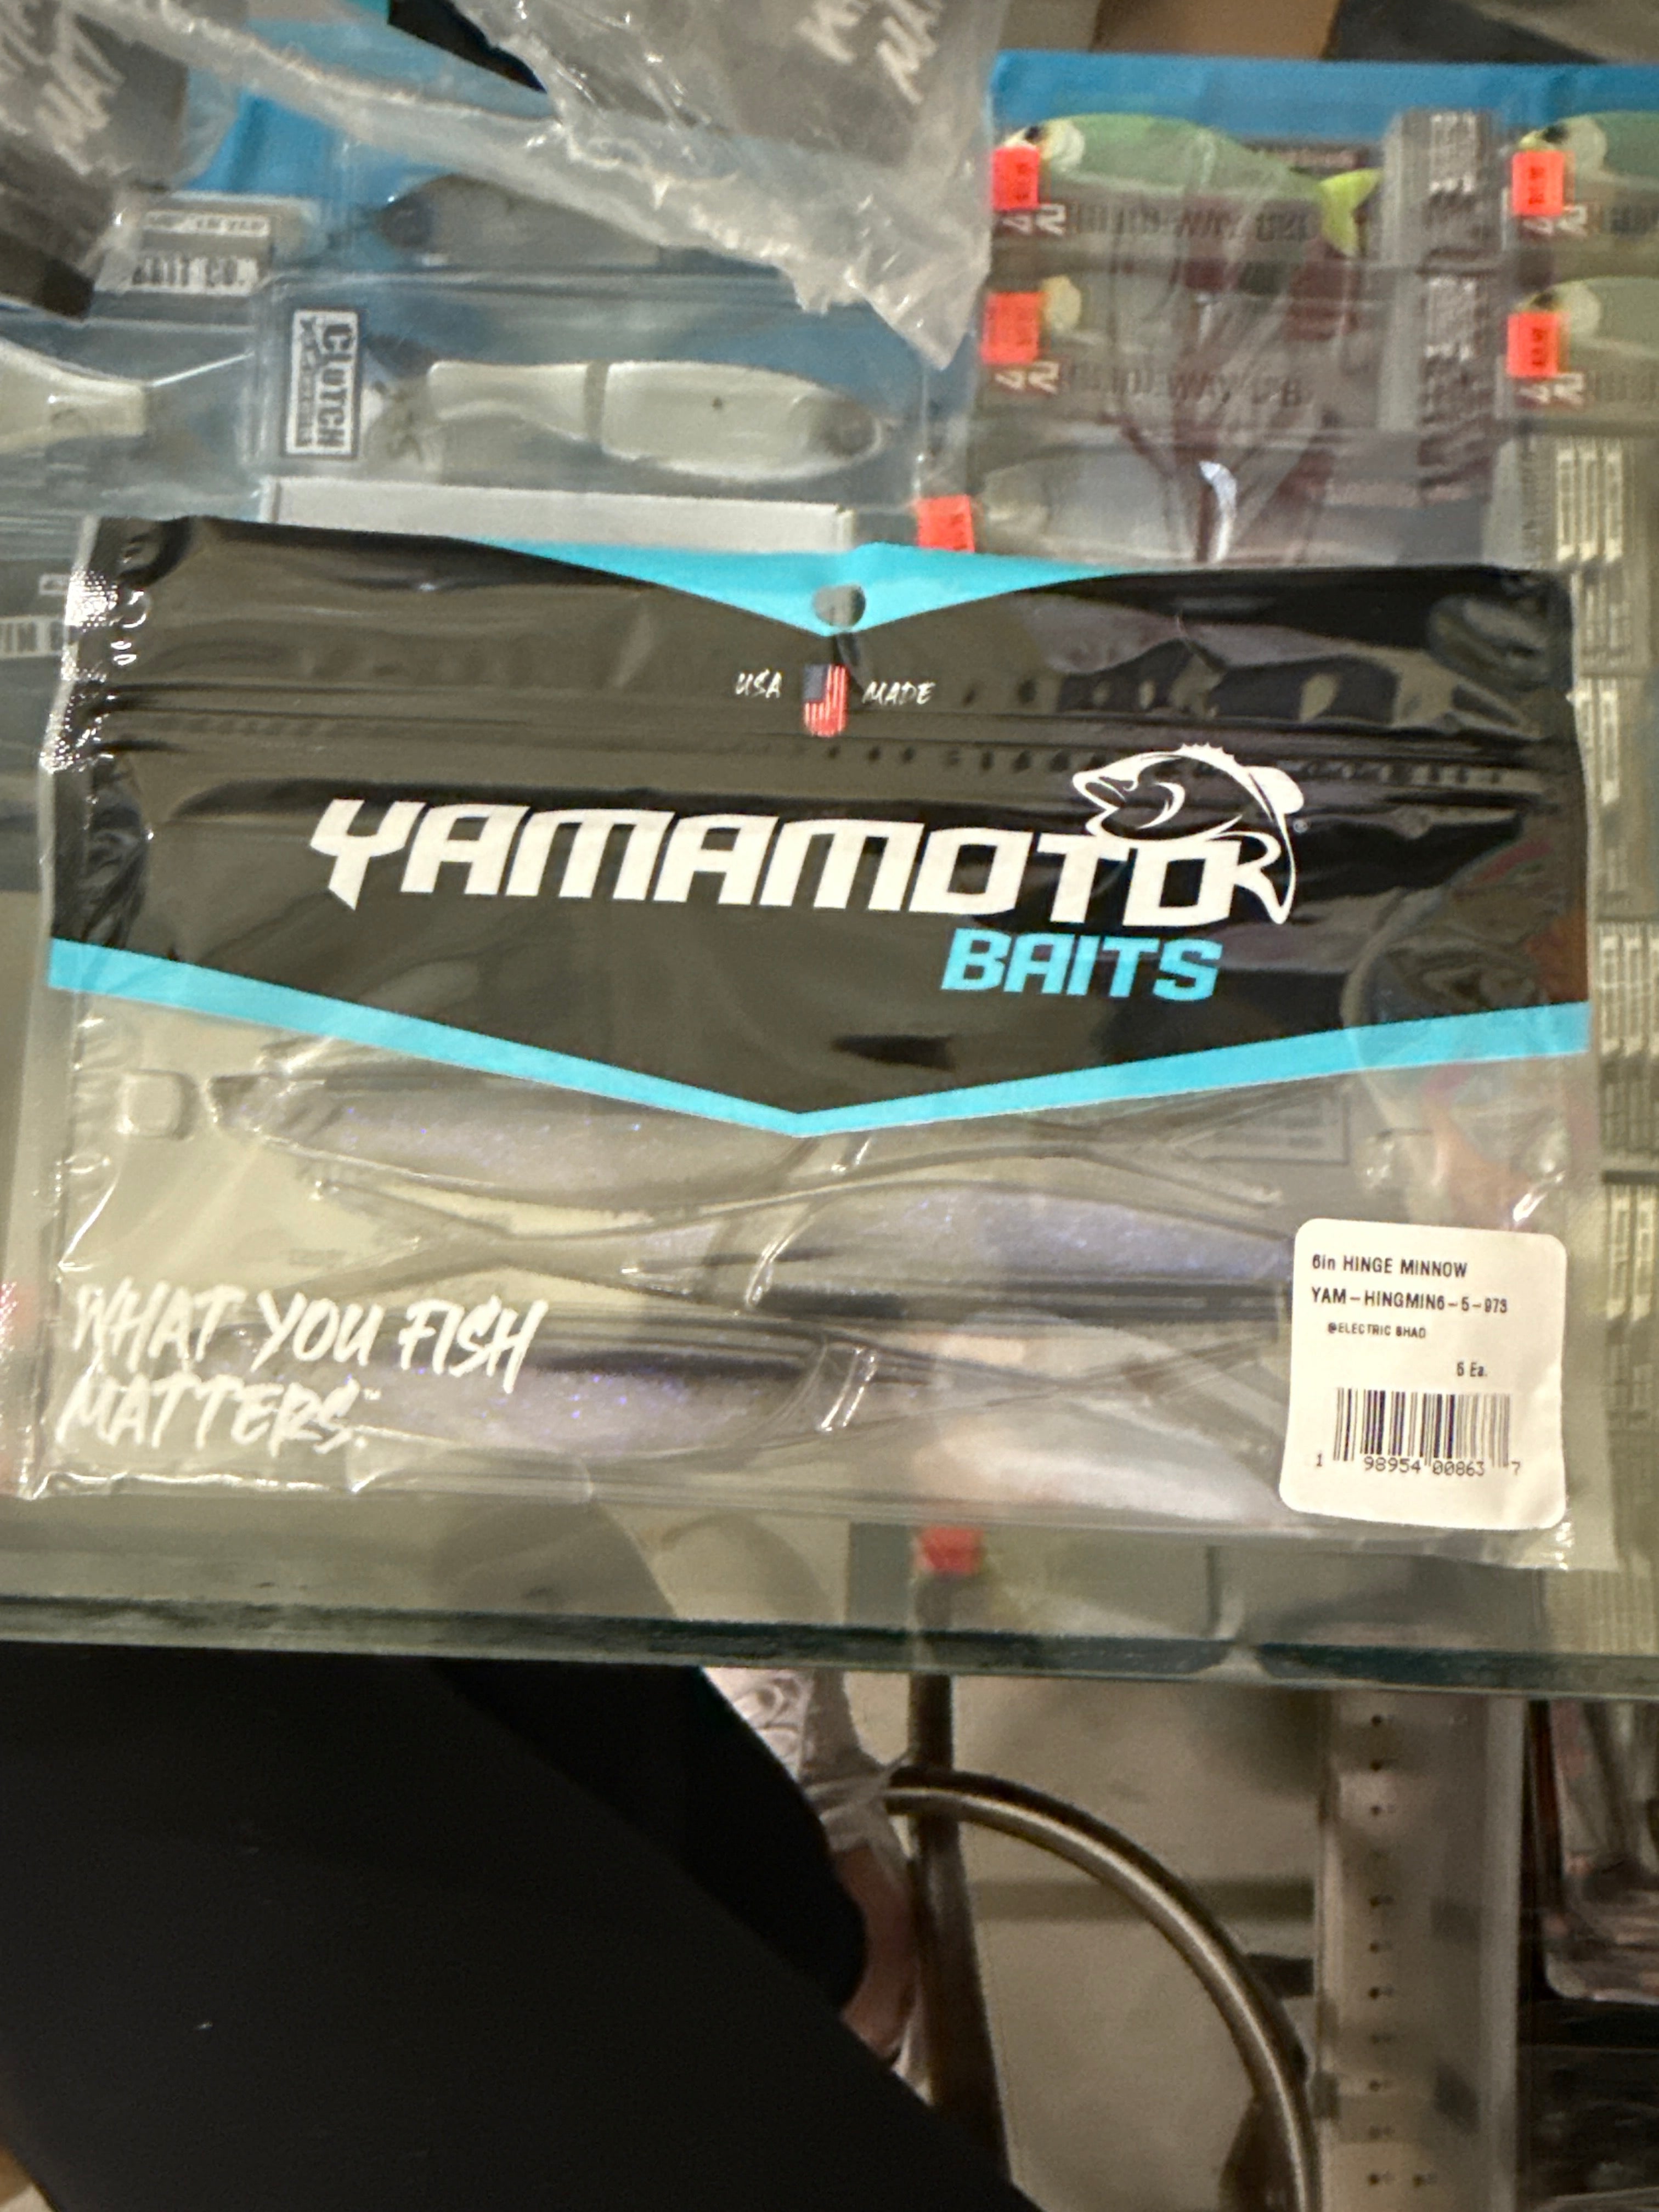 CLUTCH
USA MADE
YAMAMOTO
BAITS
WHAT YOU FISH
MATTERS.™
6in HINGE MINNOW
YAM-HINGMIN6-5-973
@ELECTRIC SHAD
5 Ea.
1 98954 00863 7